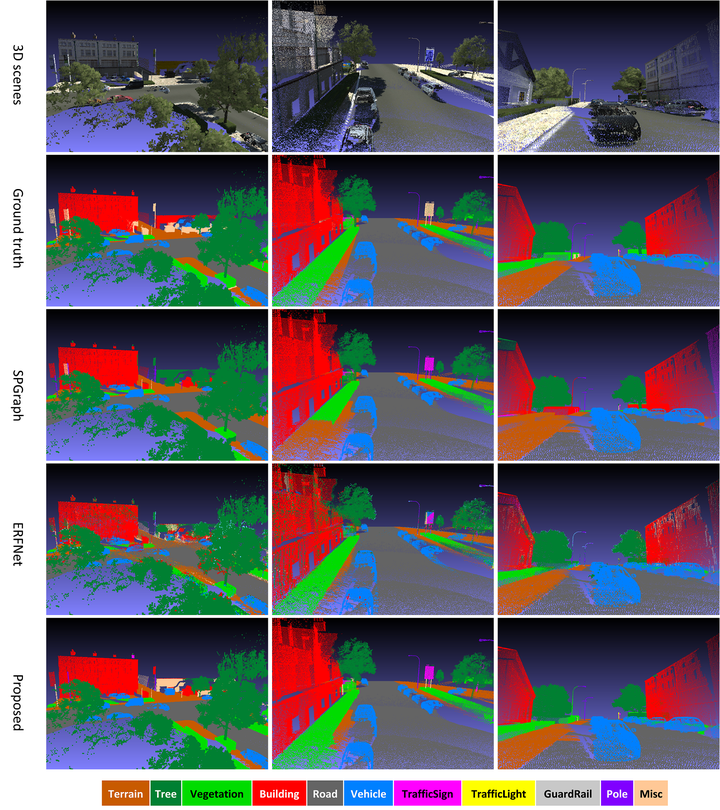 3D scenes
Ground truth
SPGraph
ERFNet
Proposed
Terrain Tree Vegetation Building Road Vehicle TrafficSign TrafficLight GuardRail Pole Misc